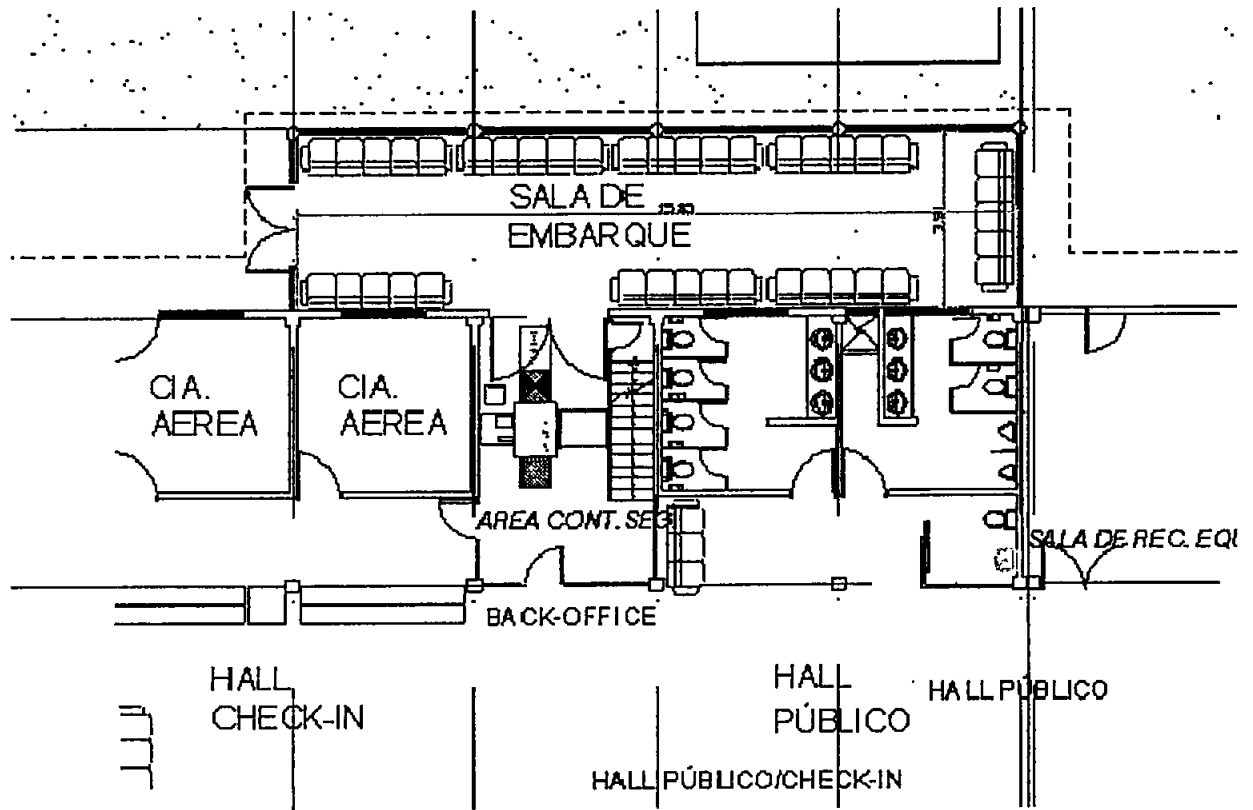 SALA DE
EMBARQUE
CIA.
AEREA
CIA.
AEREA
AREA CONT. SEG
SALA DE REC. EQU
BACK-OFFICE
HALL
CHECK-IN
HALL
PÚBLICO
HALL PÚBLICO
HALL PÚBLICO/CHECK-IN